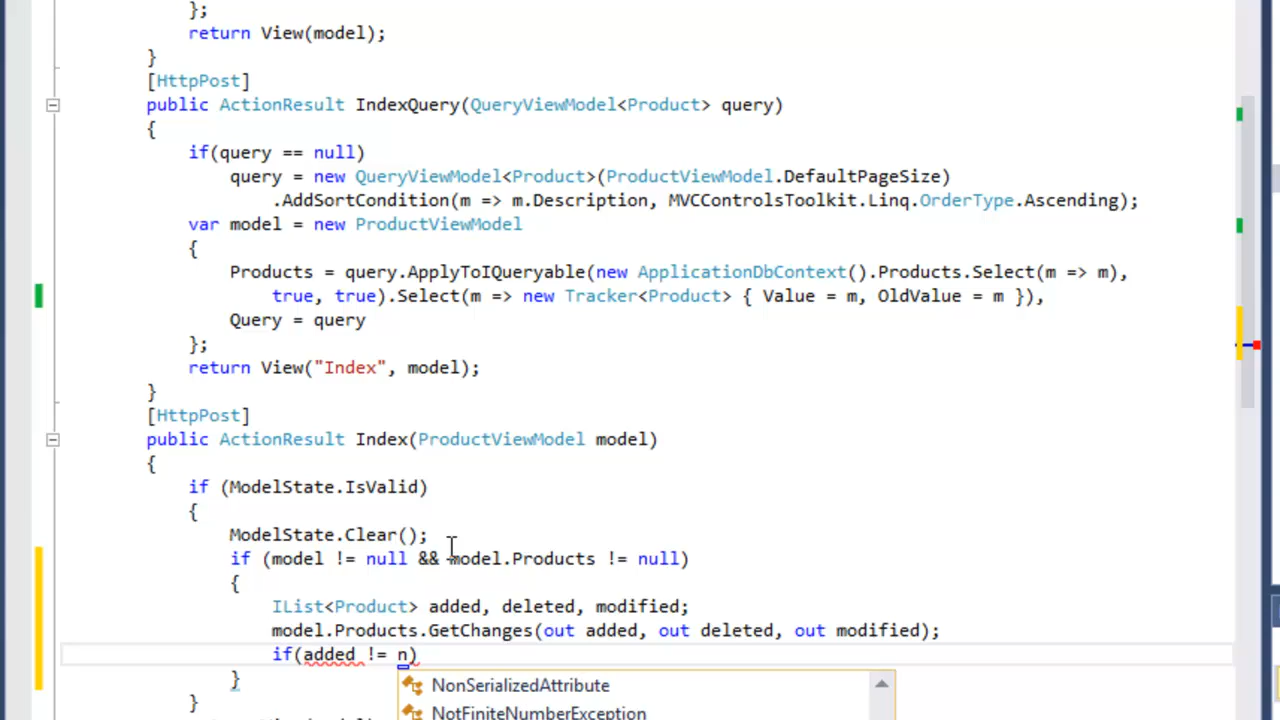 };
return View(model);
}
[HttpPost]
public ActionResult IndexQuery(QueryViewModel<Product> query)
{
if(query == null)
query = new QueryViewModel<Product>(ProductViewModel.DefaultPageSize)
.AddSortCondition(m => m.Description, MVCControlsToolkit.Linq.OrderType.Ascending);
var model = new ProductViewModel
{
Products = query.ApplyToIQueryable(new ApplicationDbContext().Products.Select(m => m),
true, true).Select(m => new Tracker<Product> { Value = m, OldValue = m }),
Query = query
};
return View("Index", model);
}
[HttpPost]
public ActionResult Index(ProductViewModel model)
{
if (ModelState.IsValid)
{
ModelState.Clear();
if (model != null && model.Products != null)
{
IList<Product> added, deleted, modified;
model.Products.GetChanges(out added, out deleted, out modified);
if(added != n)
}
NonSerializedAttribute
}
NotFiniteNumberException